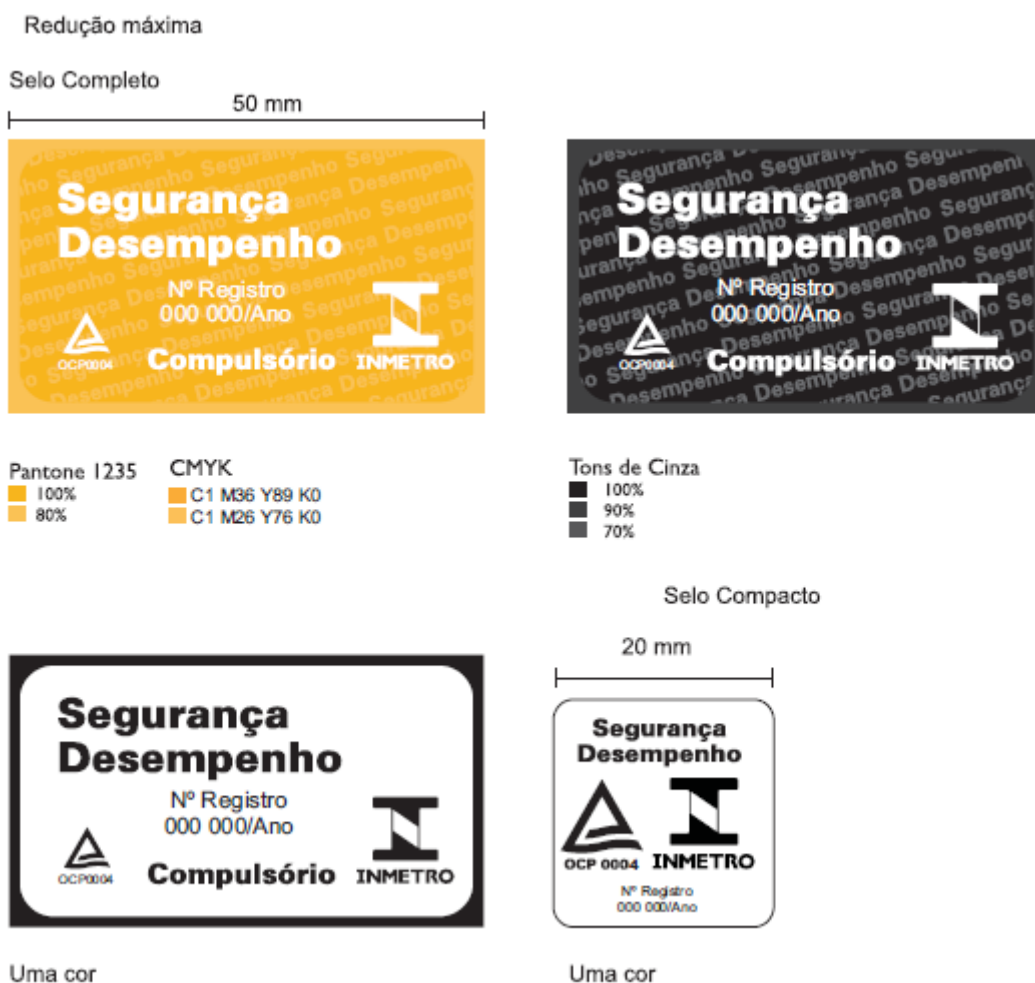 Redução máxima
Selo Completo
50 mm
Segurança
Desempenho
Nº Registro
000 000/Ano
OCP0004
Compulsório
INMETRO
Segurança
Desempenho
Nº Registro
000 000/Ano
OCP0004
Compulsório
INMETRO
Pantone 1235
100%
80%
CMYK
C1 M36 Y89 K0
C1 M26 Y76 K0
Tons de Cinza
100%
90%
70%
Selo Compacto
20 mm
Segurança
Desempenho
Nº Registro
000 000/Ano
OCP0004
Compulsório
INMETRO
Segurança
Desempenho
OCP 0004
INMETRO
Nº Registro
000 000/Ano
Uma cor
Uma cor